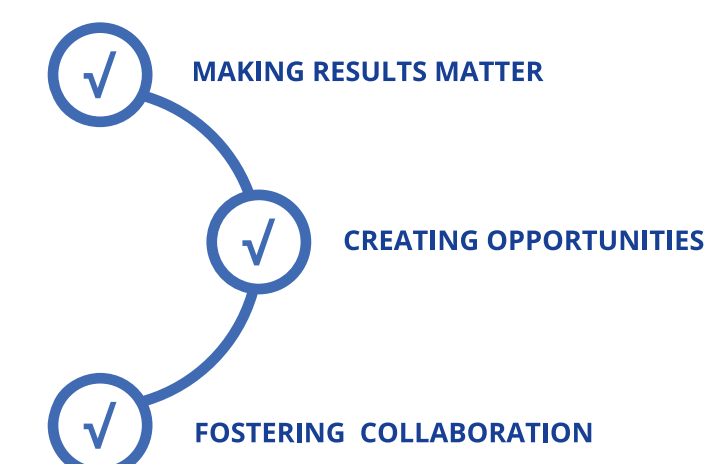 √ MAKING RESULTS MATTER
√ CREATING OPPORTUNITIES
√ FOSTERING  COLLABORATION